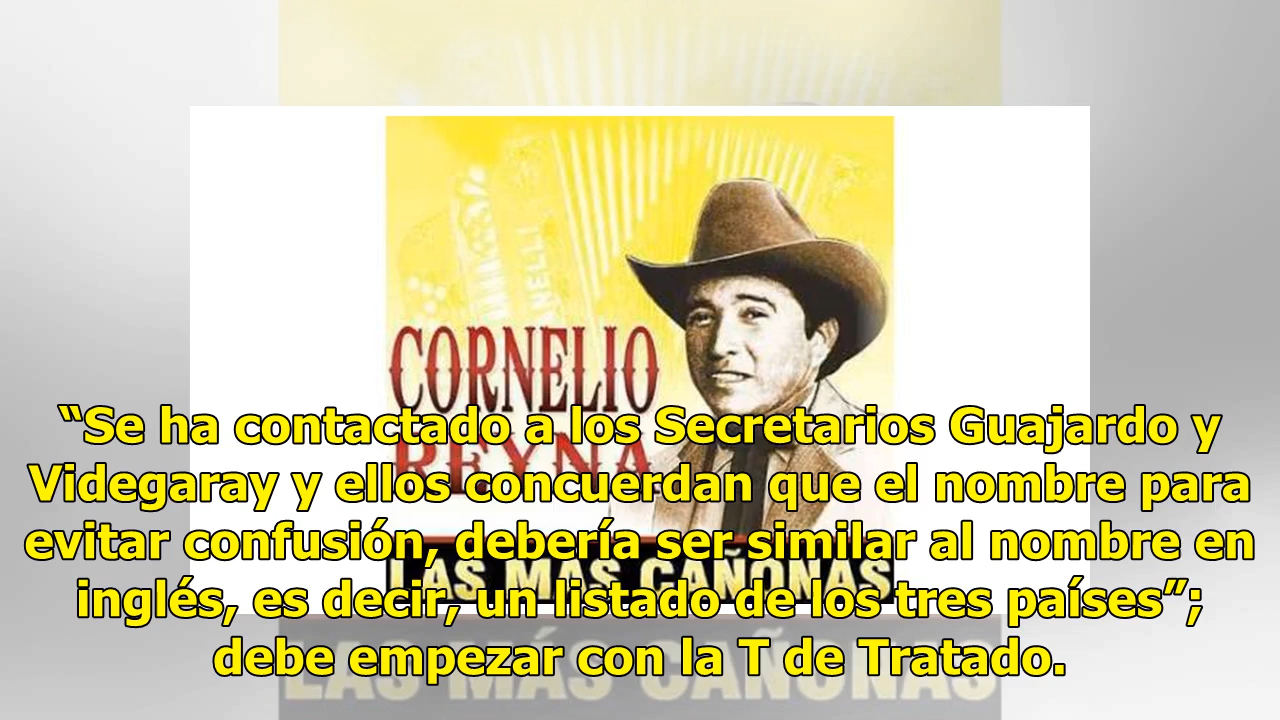 ANELLI
CORNELIO
REYNA
“Se ha contactado a los Secretarios Guajardo y
Videgaray y ellos concuerdan que el nombre para
evitar confusión, debería ser similar al nombre en
inglés, es decir, un listado de los tres países”;
debe empezar con la T de Tratado.
LAS MÁS CAÑONAS
LAS MÁS CAÑONAS